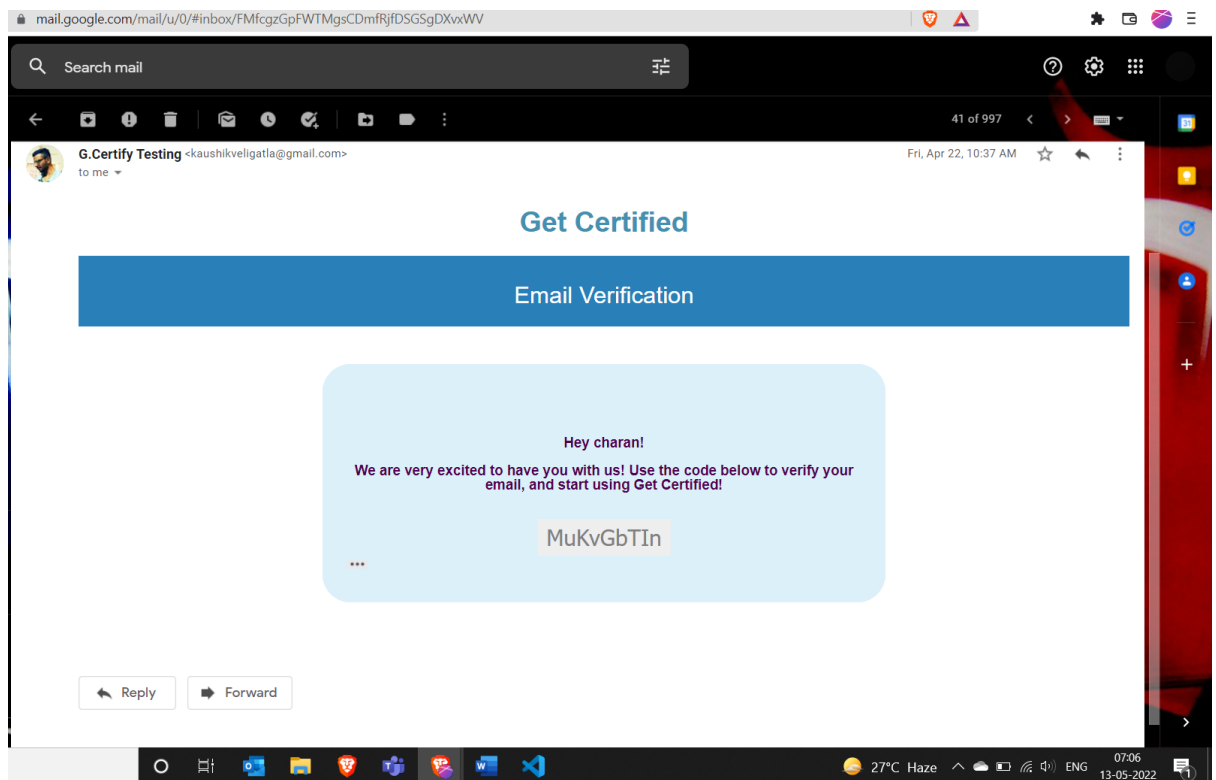 mail.google.com/mail/u/0/#inbox/FMfcgzGpFWTMgsCDmfRjfDSGSgDXvxWV
Search mail
41 of 997
31
G.Certify Testing <kaushikveligatla@gmail.com>
Fri, Apr 22, 10:37 AM
to me
Get Certified
Email Verification
Hey charan!
We are very excited to have you with us! Use the code below to verify your
email, and start using Get Certified!
MuKvGbTIn
Reply
Forward
27°C Haze
ENG
07:06
13-05-2022